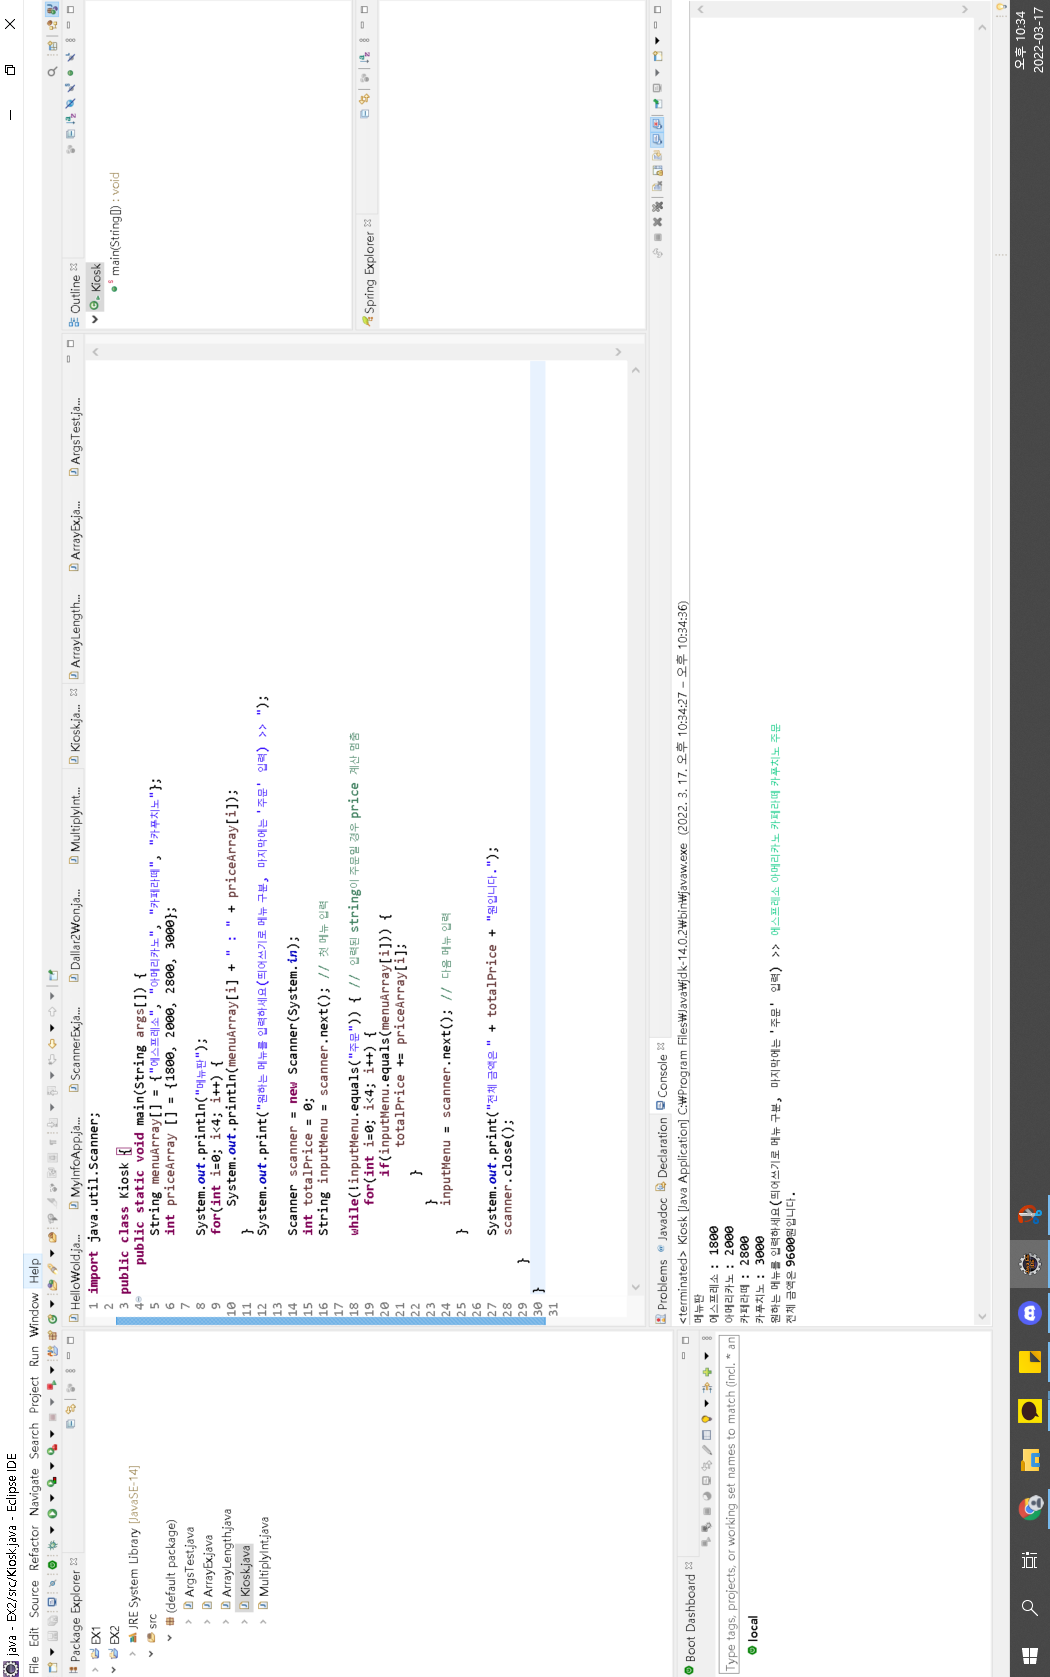 java - EX2/src/Kiosk.java - Eclipse IDE
File Edit Source Refactor Navigate Search Project Run Window Help
Package Explorer
EX1
EX2
JRE System Library [JavaSE-14]
src
(default package)
ArgsTest.java
ArrayEx.java
ArrayLength.java
Kiosk.java
MultiplyInt.java
Boot Dashboard
Type tags, projects, or working set names to match (incl. * an
local
HelloWold.ja... MyInfoApp.ja... ScannerEx.ja... Dallar2Won.ja... MultiplyInt... Kiosk.ja... ArrayLength... ArrayEx.ja... ArgsTest.ja...
1 import java.util.Scanner;
2
3 public class Kiosk {
4 public static void main(String args[]) {
5 String menuArray[] = {"에스프레소", "아메리카노", "카페라떼", "카푸치노"};
6 int priceArray [] = {1800, 2000, 2800, 3000};
7
8 System.out.println("메뉴판");
9 for(int i=0; i<4; i++) {
10 System.out.println(menuArray[i] + " : " + priceArray[i]);
11 }
12 System.out.print("원하는 메뉴를 입력하세요(띄어쓰기로 메뉴 구분, 마지막에는 '주문' 입력) >> ");
13
14 Scanner scanner = new Scanner(System.in);
15 int totalPrice = 0;
16 String inputMenu = scanner.next(); // 첫 메뉴 입력
17
18 while(!inputMenu.equals("주문")) { // 입력된 string이 주문일 경우 price 계산 멈춤
19 for(int i=0; i<4; i++) {
20 if(inputMenu.equals(menuArray[i])) {
21 totalPrice += priceArray[i];
22 }
23 }
24 inputMenu = scanner.next(); // 다음 메뉴 입력
25 }
26
27 System.out.print("전체 금액은 " + totalPrice + "원입니다.");
28 scanner.close();
29 }
30 }
31
Outline
Kiosk
main(String[]) : void
Spring Explorer
Problems Javadoc Declaration Console
<terminated> Kiosk [Java Application] C:₩Program Files₩Java₩jdk-14.0.2₩bin₩javaw.exe (2022. 3. 17. 오후 10:34:27 – 오후 10:34:36)
메뉴판
에스프레소 : 1800
아메리카노 : 2000
카페라떼 : 2800
카푸치노 : 3000
원하는 메뉴를 입력하세요(띄어쓰기로 메뉴 구분, 마지막에는 '주문' 입력) >> 에스프레소 아메리카노 카페라떼 카푸치노 주문
전체 금액은 9600원입니다.
오후 10:34
2022-03-17